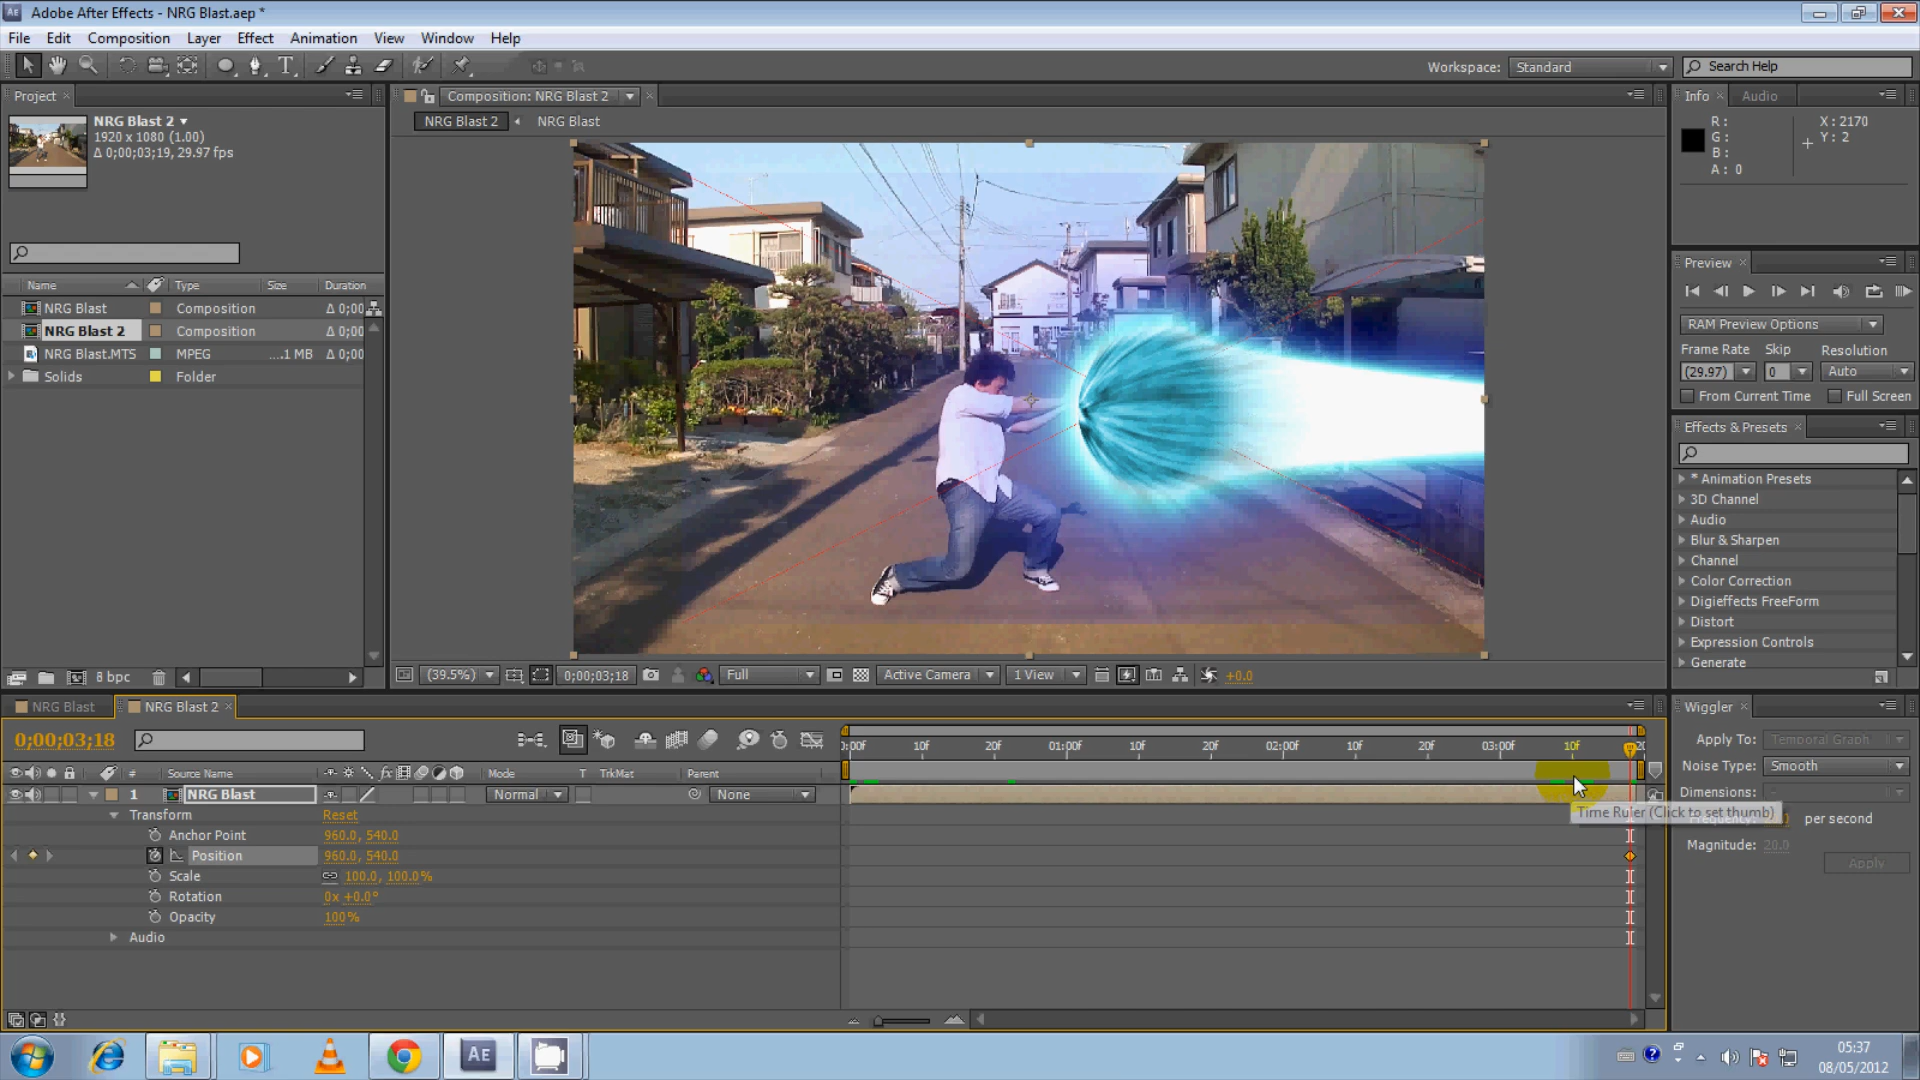 Adobe After Effects - NRG Blast.aep *
File Edit Composition Layer Effect Animation View Window Help
Workspace: Standard Search Help
Project
NRG Blast 2
1920 x 1080 (1.00)
Δ 0;00;03;19, 29.97 fps
Name Type Size Duration
NRG Blast Composition Δ 0;00
NRG Blast 2 Composition Δ 0;00
NRG Blast.MTS MPEG ....1 MB Δ 0;00
Solids Folder
8 bpc
Composition: NRG Blast 2
NRG Blast 2 NRG Blast
(39.5%) 0;00;03;18 Full Active Camera 1 View +0.0
Info Audio
R:
G:
B:
A: 0
X: 2170
Y: 2
Preview
RAM Preview Options
Frame Rate Skip Resolution
(29.97) 0 Auto
From Current Time Full Screen
Effects & Presets
* Animation Presets
3D Channel
Audio
Blur & Sharpen
Channel
Color Correction
Digieffects FreeForm
Distort
Expression Controls
Generate
NRG Blast NRG Blast 2
0;00;03;18
0:00f 10f 20f 01:00f 10f 20f 02:00f 10f 20f 03:00f 10f 20
# Source Name Mode T TrkMat Parent
1 NRG Blast Normal None
Transform Reset
Anchor Point 960.0, 540.0
Position 960.0, 540.0
Scale 100.0, 100.0%
Rotation 0x +0.0°
Opacity 100%
Audio
Time Ruler (Click to set thumb)
Wiggler
Apply To: Temporal Graph
Noise Type: Smooth
Dimensions:
per second
Magnitude: 20.0
Apply
AE
05:37
08/05/2012